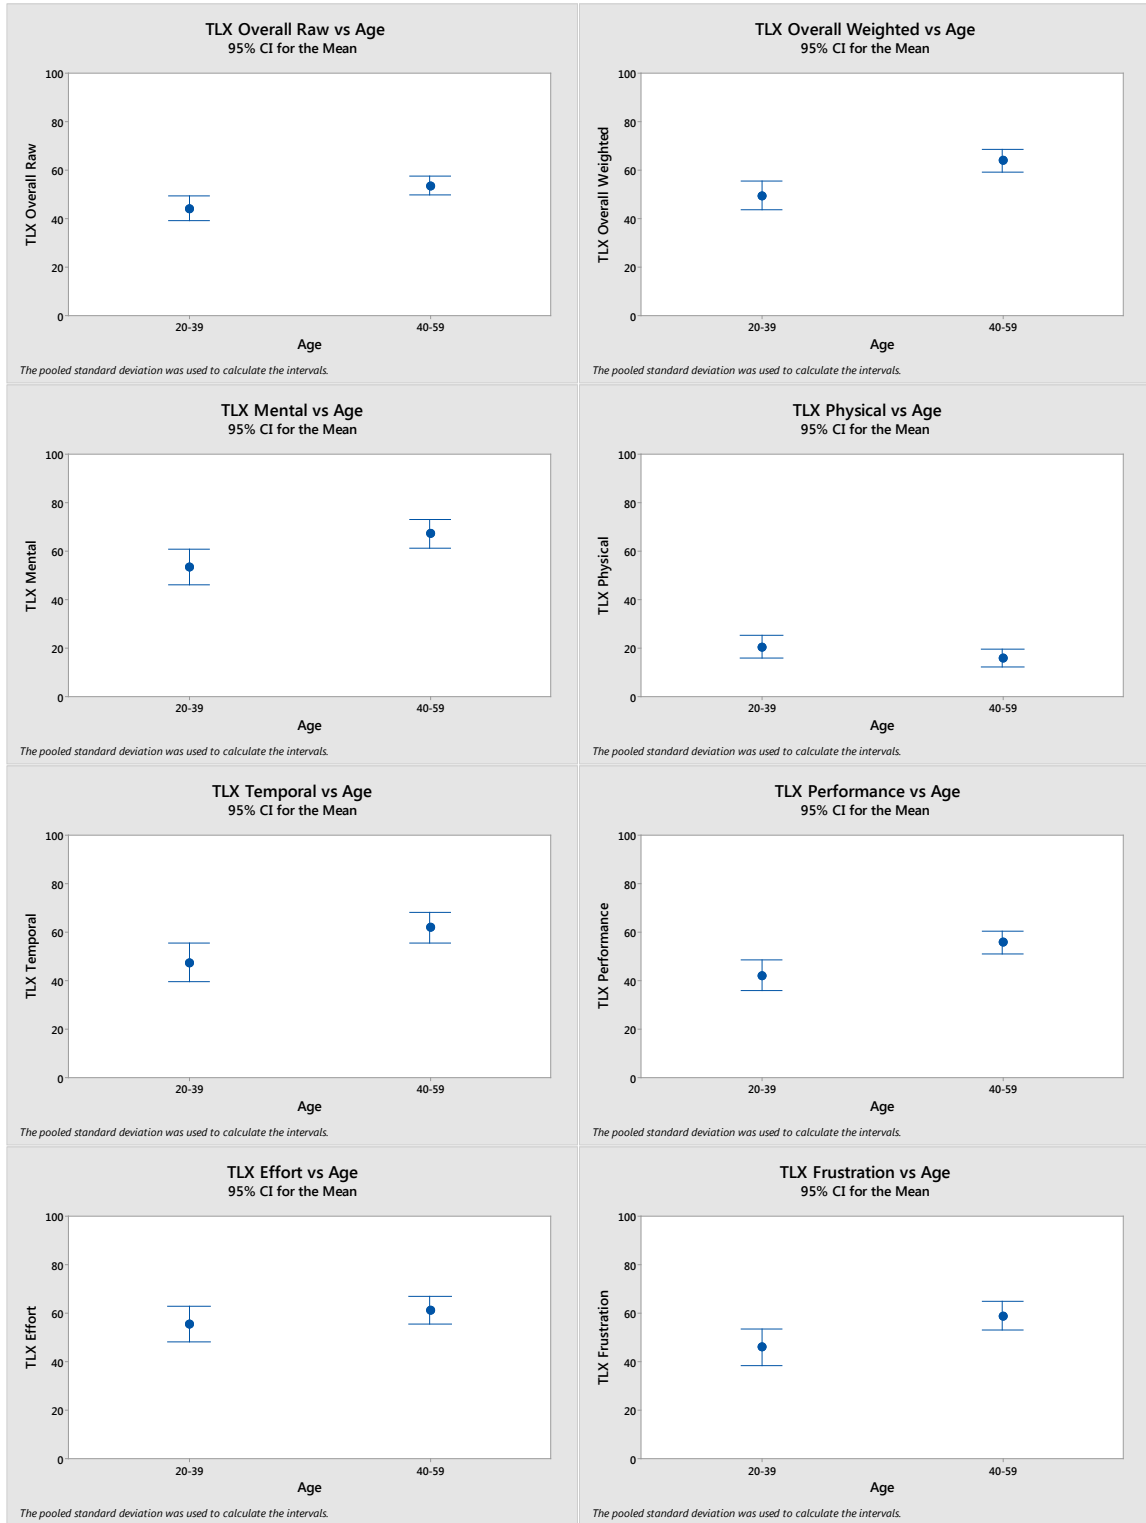 TLX Overall Raw vs Age
95% CI for the Mean
TLX Overall Raw
100
80
60
40
20
0
20-39
40-59
Age
The pooled standard deviation was used to calculate the intervals.
TLX Overall Weighted vs Age
95% CI for the Mean
TLX Overall Weighted
100
80
60
40
20
0
20-39
40-59
Age
The pooled standard deviation was used to calculate the intervals.
TLX Mental vs Age
95% CI for the Mean
TLX Mental
100
80
60
40
20
0
20-39
40-59
Age
The pooled standard deviation was used to calculate the intervals.
TLX Physical vs Age
95% CI for the Mean
TLX Physical
100
80
60
40
20
0
20-39
40-59
Age
The pooled standard deviation was used to calculate the intervals.
TLX Temporal vs Age
95% CI for the Mean
TLX Temporal
100
80
60
40
20
0
20-39
40-59
Age
The pooled standard deviation was used to calculate the intervals.
TLX Performance vs Age
95% CI for the Mean
TLX Performance
100
80
60
40
20
0
20-39
40-59
Age
The pooled standard deviation was used to calculate the intervals.
TLX Effort vs Age
95% CI for the Mean
TLX Effort
100
80
60
40
20
0
20-39
40-59
Age
The pooled standard deviation was used to calculate the intervals.
TLX Frustration vs Age
95% CI for the Mean
TLX Frustration
100
80
60
40
20
0
20-39
40-59
Age
The pooled standard deviation was used to calculate the intervals.